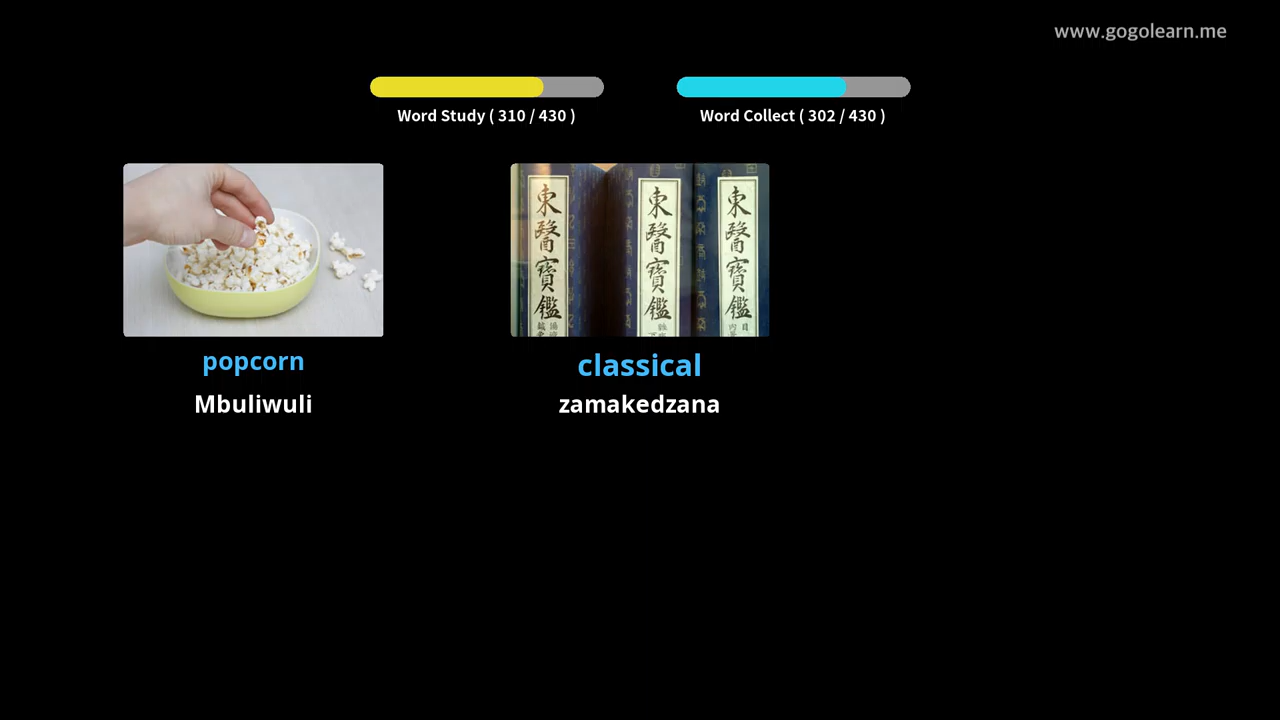 www.gogolearn.me
Word Study ( 310 / 430 )
Word Collect ( 302 / 430 )
東醫寶鑑
東醫寶鑑
東醫寶鑑
popcorn
Mbuliwuli
classical
zamakedzana